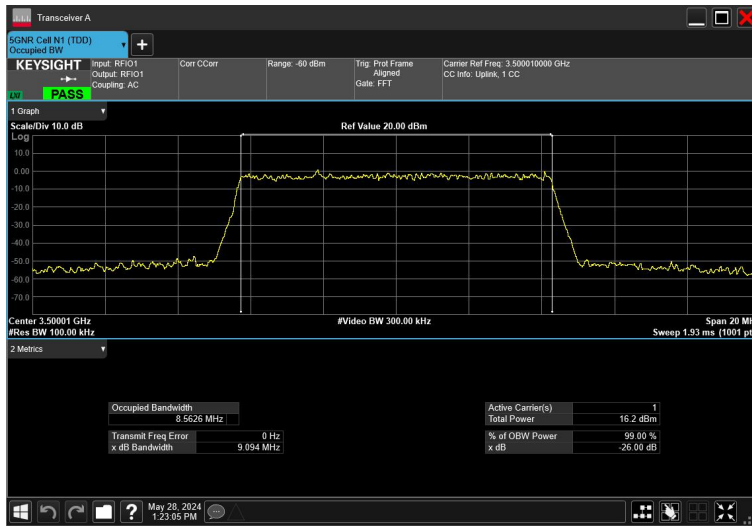 Transceiver A
5GNR Cell N1 (TDD)
Occupied BW
KEYSIGHT
Input: RFIO1
Output: RFIO1
Coupling: AC
Corr CCorr
Range: -60 dBm
Trig: Prot Frame
Aligned
Gate: FFT
Carrier Ref Freq: 3.500010000 GHz
CC Info: Uplink, 1 CC
LXI
PASS
1 Graph
Scale/Div 10.0 dB
Ref Value 20.00 dBm
Log
10.0
0.00
-10.0
-20.0
-30.0
-40.0
-50.0
-60.0
-70.0
Center 3.50001 GHz
#Video BW 300.00 kHz
Span 20
#Res BW 100.00 kHz
Sweep 1.93 ms (1001
2 Metrics
Occupied Bandwidth
8.5626 MHz
Active Carrier(s) 1
Total Power 16.2 dBm
Transmit Freq Error 0 Hz
x dB Bandwidth 9.094 MHz
% of OBW Power 99.00 %
x dB -26.00 dB
May 28, 2024
1:23:05 PM